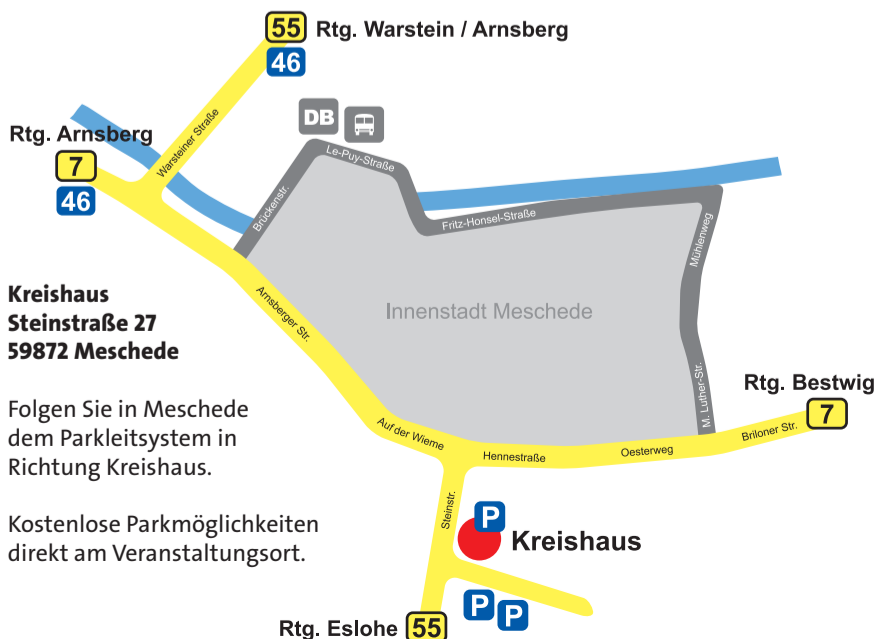 55 Rtg. Warstein / Arnsberg
46
Rtg. Arnsberg
7
46
Warsteiner Straße
DB
Le-Puy-Straße
Brückenstr.
Fritz-Honsel-Straße
Mühlenweg
Arnsberger Str.
Innenstadt Meschede
Kreishaus
Steinstraße 27
59872 Meschede
Folgen Sie in Meschede
dem Parkleitsystem in
Richtung Kreishaus.
Kostenlose Parkmöglichkeiten
direkt am Veranstaltungsort.
M. Luther-Str.
Rtg. Bestwig
7
Auf der Wieme
Hennestraße
Oesterweg
Briloner Str.
Steinstr.
P
Kreishaus
P P
Rtg. Eslohe 55